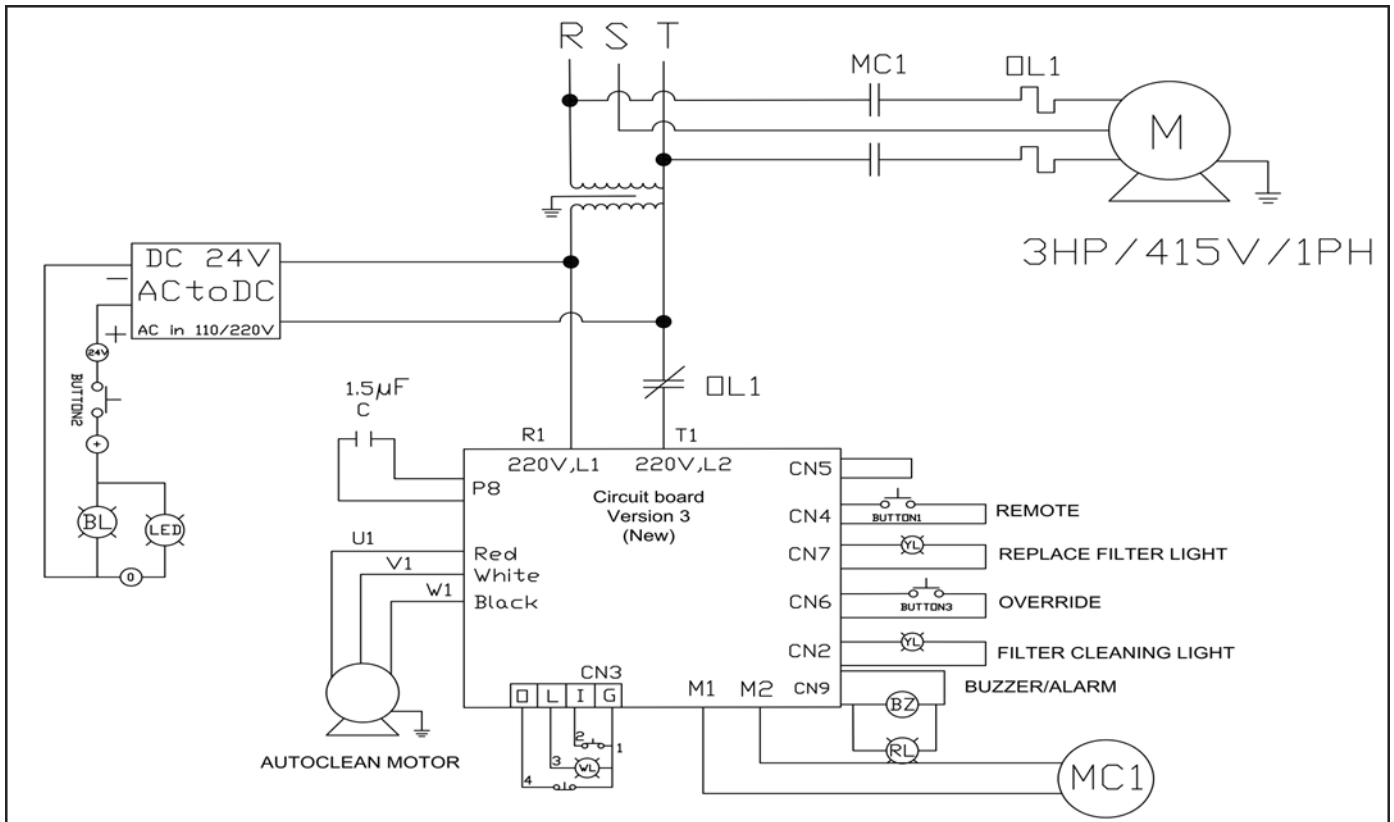 R S T
MC1
OL1
M
3HP/415V/1PH
DC 24V
ACtoDC
AC in 110/220V
−
+
24V
BUTTON2
+
BL
LED
0
OL1
1.5µF
C
R1
T1
220V,L1
220V,L2
P8
Circuit board
Version 3
(New)
U1
V1
W1
Red
White
Black
CN5
CN4
BUTTON1
REMOTE
CN7
YL
REPLACE FILTER LIGHT
CN6
BUTTON3
OVERRIDE
CN2
YL
FILTER CLEANING LIGHT
CN9
BUZZER/ALARM
BZ
RL
AUTOCLEAN MOTOR
CN3
O L I G
2
1
3
WL
4
M1
M2
MC1